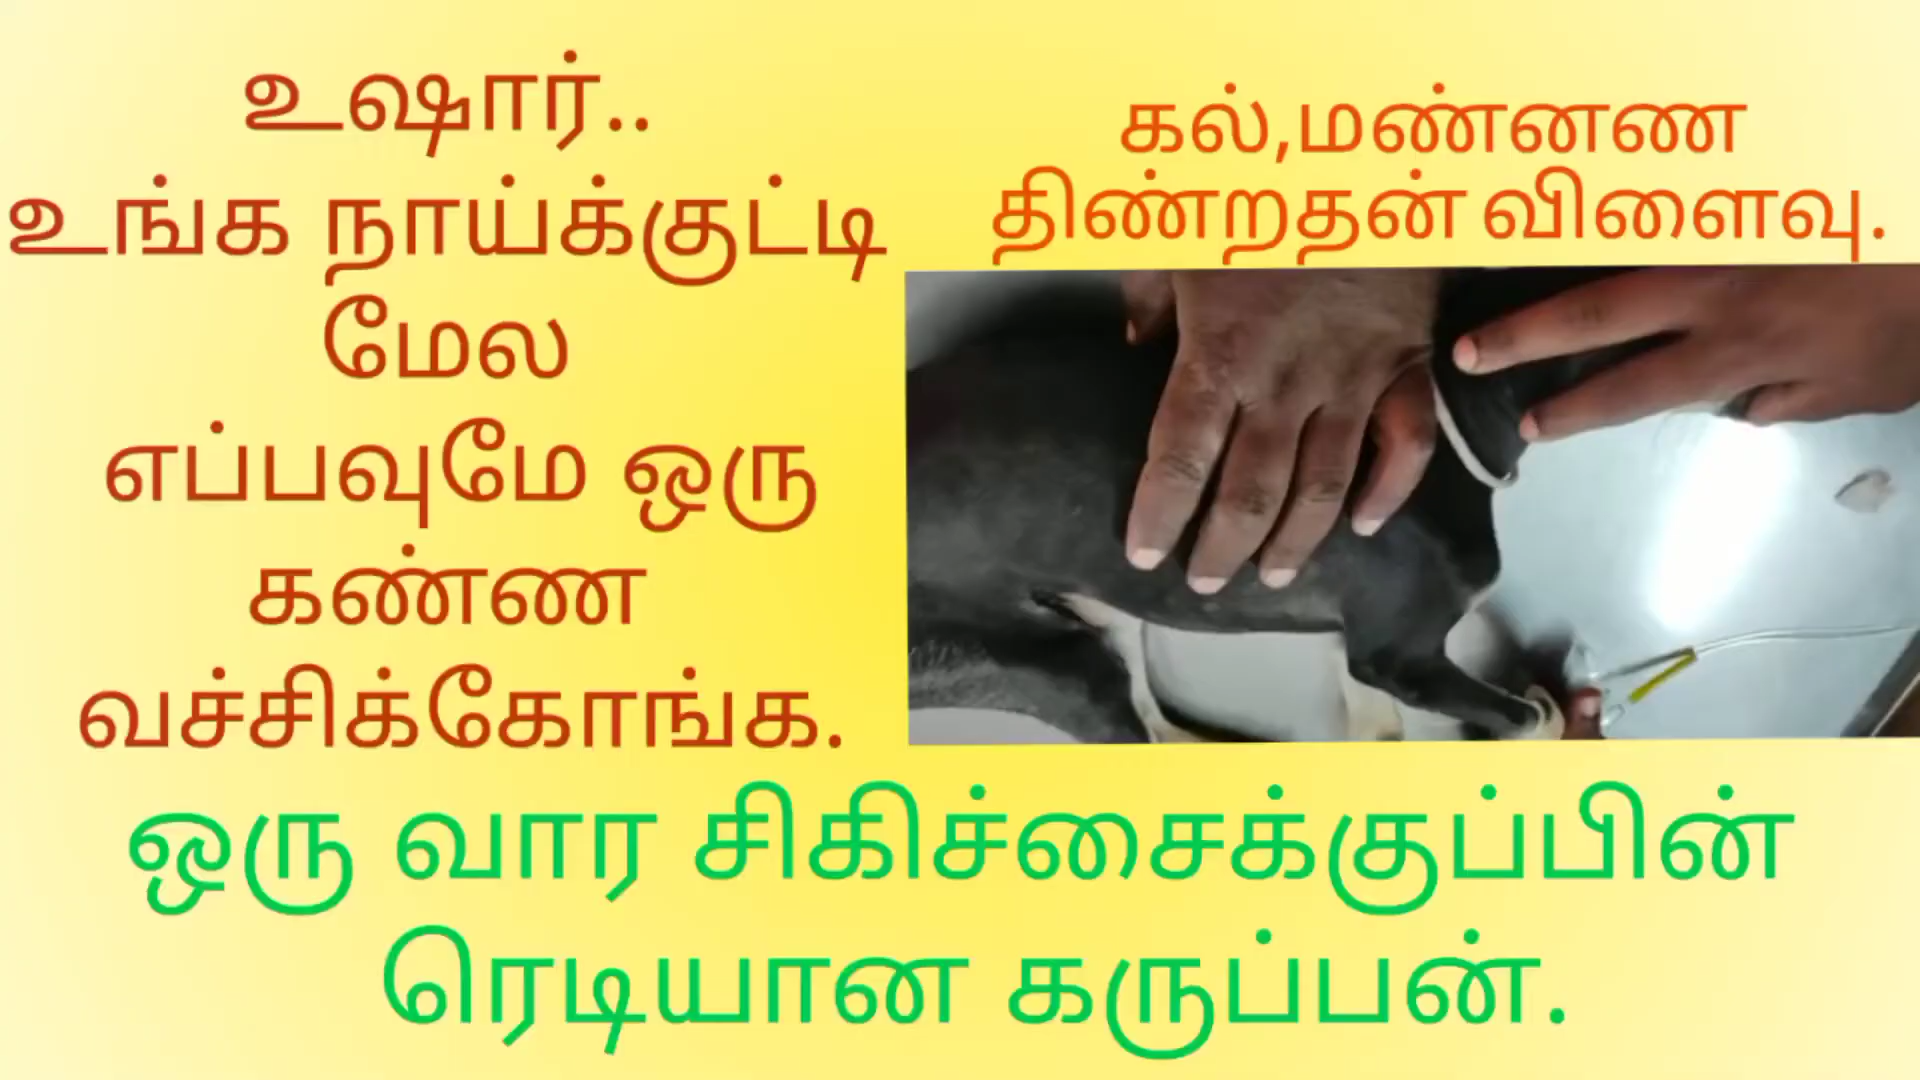 உஷார்..
உங்க நாய்க்குட்டி
மேல
எப்பவுமே ஒரு
கண்ண
வச்சிக்கோங்க.
கல்,மண்னண
திண்றதன் விளைவு.
ஒரு வார சிகிச்சைக்குப்பின்
ரெடியான கருப்பன்.